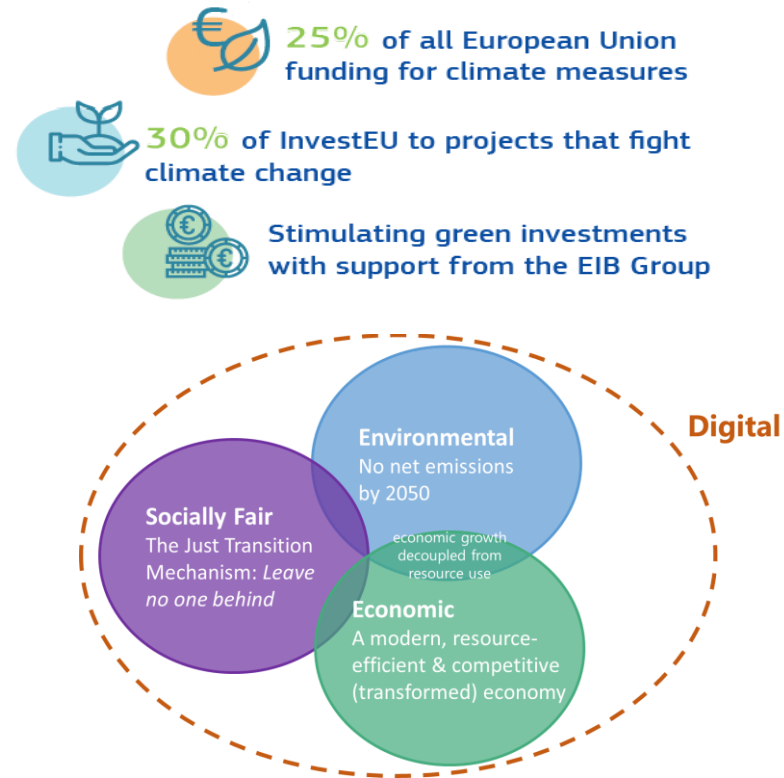 25% of all European Union
funding for climate measures
30% of InvestEU to projects that fight
climate change
Stimulating green investments
with support from the EIB Group
Digital
Environmental
No net emissions
by 2050
Socially Fair
The Just Transition
Mechanism: Leave
no one behind
economic growth
decoupled from
resource use
Economic
A modern, resource-
efficient & competitive
(transformed) economy